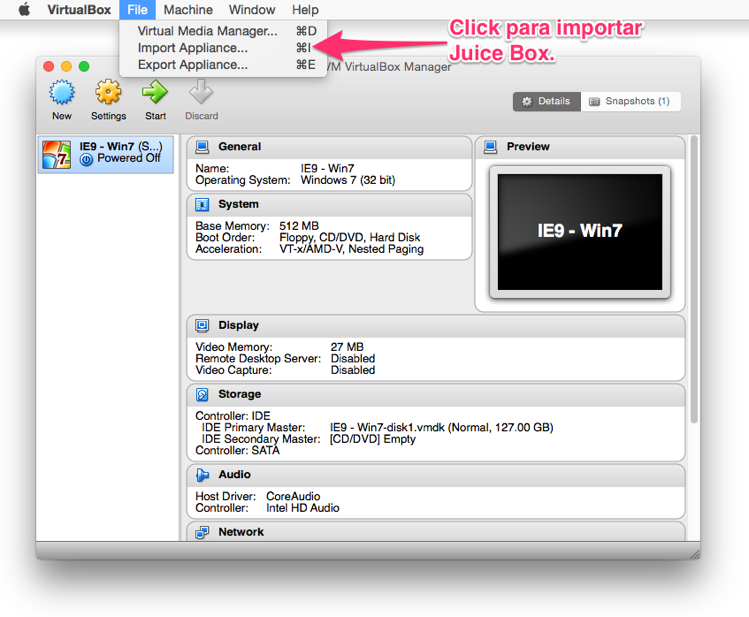 VirtualBox File Machine Window Help
Virtual Media Manager... ⌘D
Import Appliance... ⌘I
Export Appliance... ⌘E
Click para importar
Juice Box.
VM VirtualBox Manager
New Settings Start Discard
Details Snapshots (1)
IE9 - Win7 (S...)
Powered Off
General
Name: IE9 - Win7
Operating System: Windows 7 (32 bit)
System
Base Memory: 512 MB
Boot Order: Floppy, CD/DVD, Hard Disk
Acceleration: VT-x/AMD-V, Nested Paging
Preview
IE9 - Win7
Display
Video Memory: 27 MB
Remote Desktop Server: Disabled
Video Capture: Disabled
Storage
Controller: IDE
IDE Primary Master: IE9 - Win7-disk1.vmdk (Normal, 127.00 GB)
IDE Secondary Master: [CD/DVD] Empty
Controller: SATA
Audio
Host Driver: CoreAudio
Controller: Intel HD Audio
Network